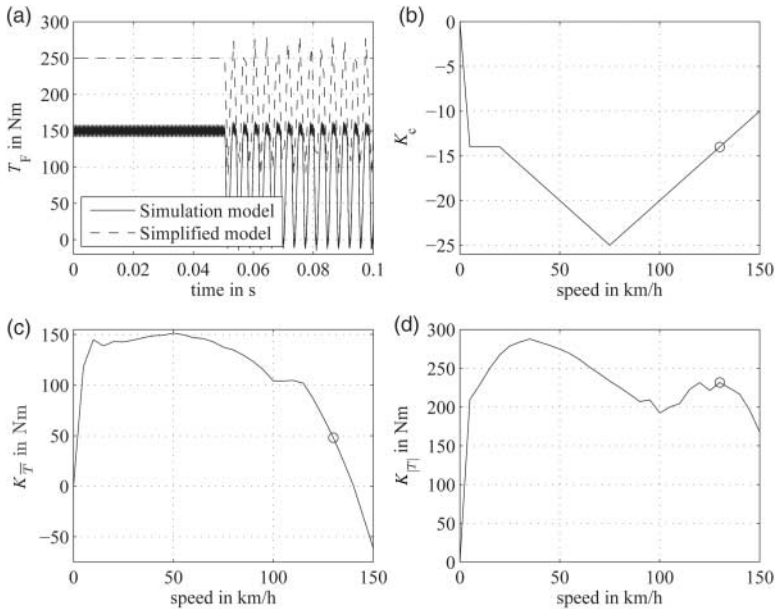 (a)
300
250
200
150
100
50
0
T_F in Nm
Simulation model
Simplified model
0 0.02 0.04 0.06 0.08 0.1
time in s
(b)
0
−5
−10
−15
−20
−25
K_c
0 50 100 150
speed in km/h
(c)
150
100
50
0
−50
K_T̅ in Nm
0 50 100 150
speed in km/h
(d)
300
250
200
150
100
50
0
K_|T| in Nm
0 50 100 150
speed in km/h